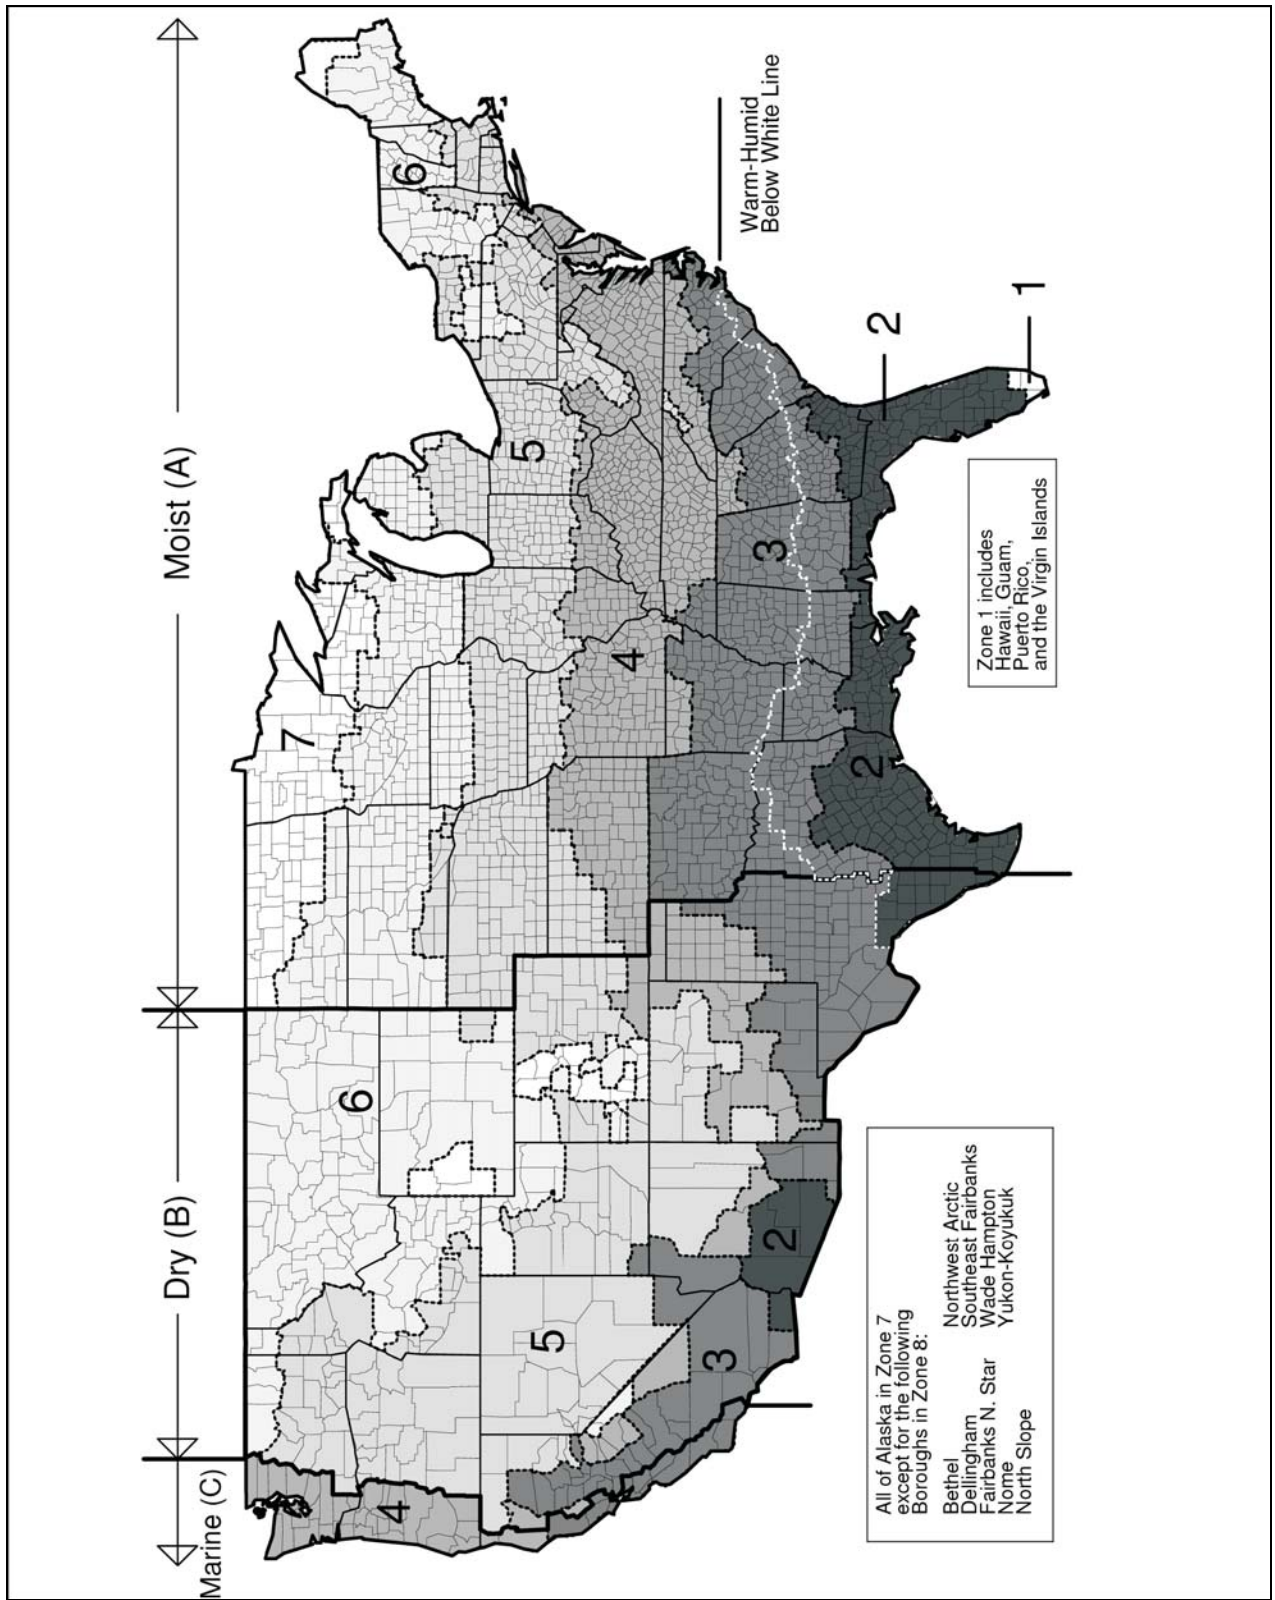 Marine (C)
Dry (B)
Moist (A)
7
6
6
5
5
4
4
3
3
2
2
2
1
Warm-Humid
Below White Line
All of Alaska in Zone 7
except for the following
Boroughs in Zone 8:
Bethel Northwest Arctic
Dellingham Southeast Fairbanks
Fairbanks N. Star Wade Hampton
Nome Yukon-Koyukuk
North Slope
Zone 1 includes
Hawaii, Guam,
Puerto Rico,
and the Virgin Islands